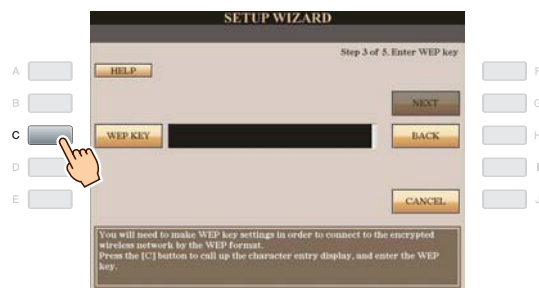 SETUP WIZARD
Step 3 of 5. Enter WEP key
A
HELP
F
B
NEXT
G
C
WEP KEY
BACK
H
D
I
E
CANCEL
J
You will need to make WEP key settings in order to connect to the encrypted
wireless network by the WEP format.
Press the [C] button to call up the character entry display, and enter the WEP
key.